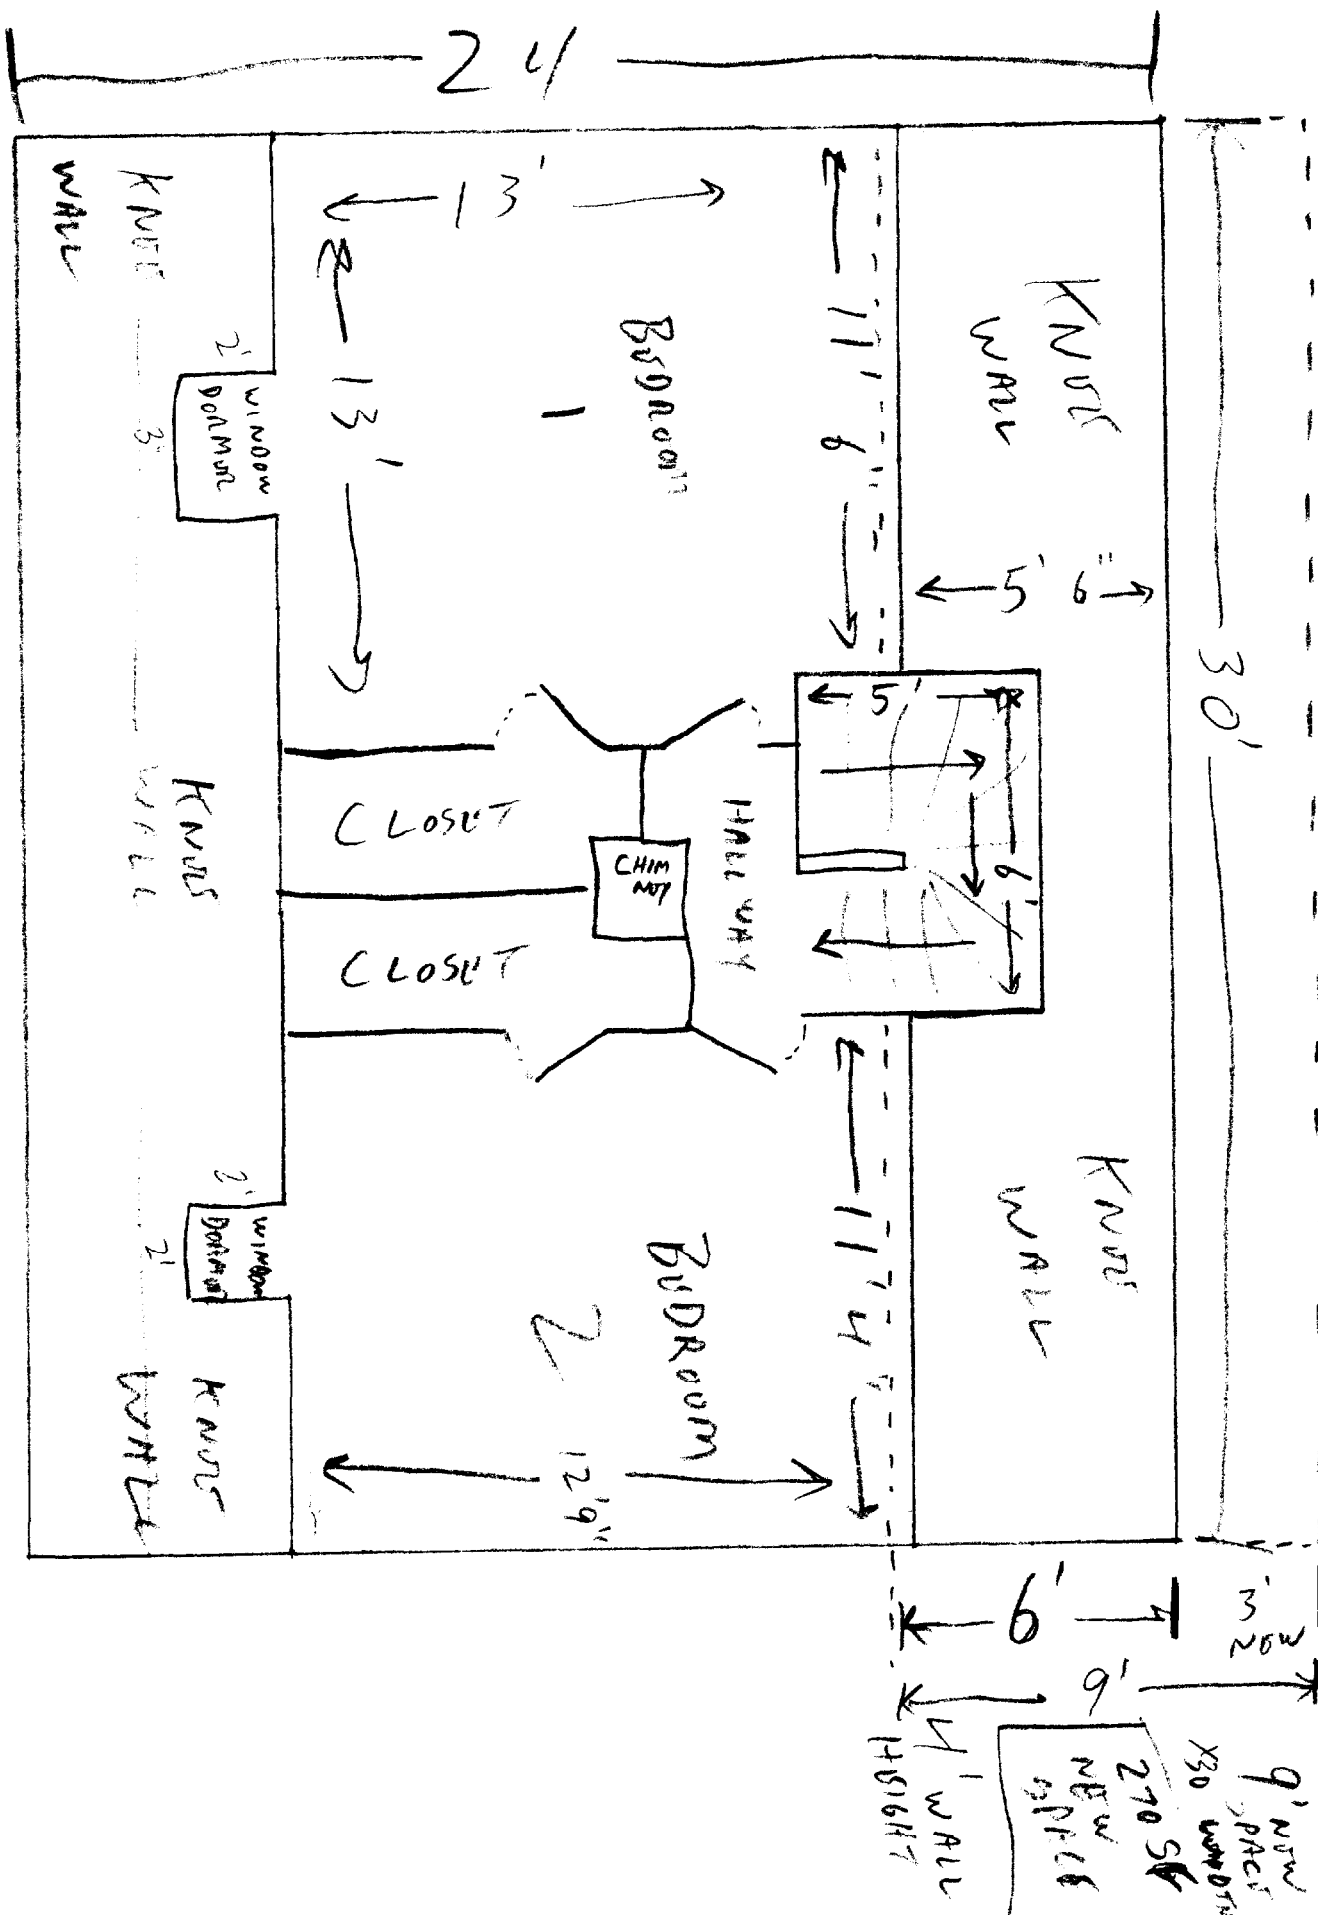 24
30'
KNEE
WALL
13'
13'
BEDROOM
1
11' 6"
KNEE
WALL
5' 6"
2'
WINDOW
DORMER
3'
KNEE
WALL
CLOSET
CLOSET
CHIM
NEY
HALL WAY
5'
6'
2'
WINDOW
DORMER
2'
KNEE
WALL
BEDROOM
2
12'9"
11' 4"
KNEE
WALL
6'
3'
NEW
9'
4' WALL
HEIGHT
9' NEW
SPACE
X30 WIDTH
270 SF
NEW
SPACE